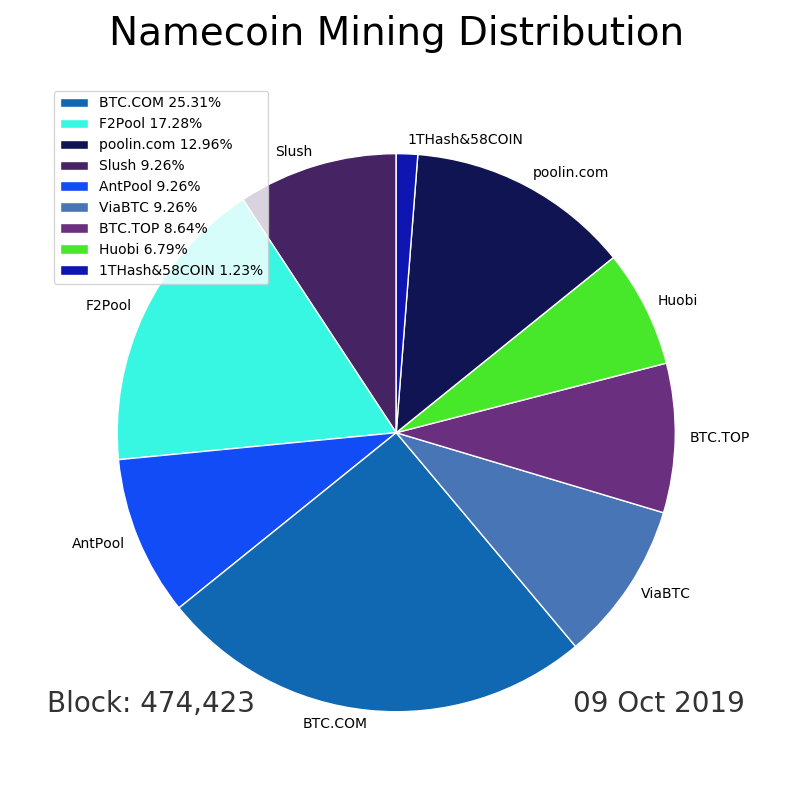 Namecoin Mining Distribution
BTC.COM 25.31%
F2Pool 17.28%
poolin.com 12.96%
Slush 9.26%
AntPool 9.26%
ViaBTC 9.26%
BTC.TOP 8.64%
Huobi 6.79%
1THash&58COIN 1.23%
1THash&58COIN
Slush
poolin.com
Huobi
F2Pool
BTC.TOP
AntPool
ViaBTC
BTC.COM
Block: 474,423
09 Oct 2019